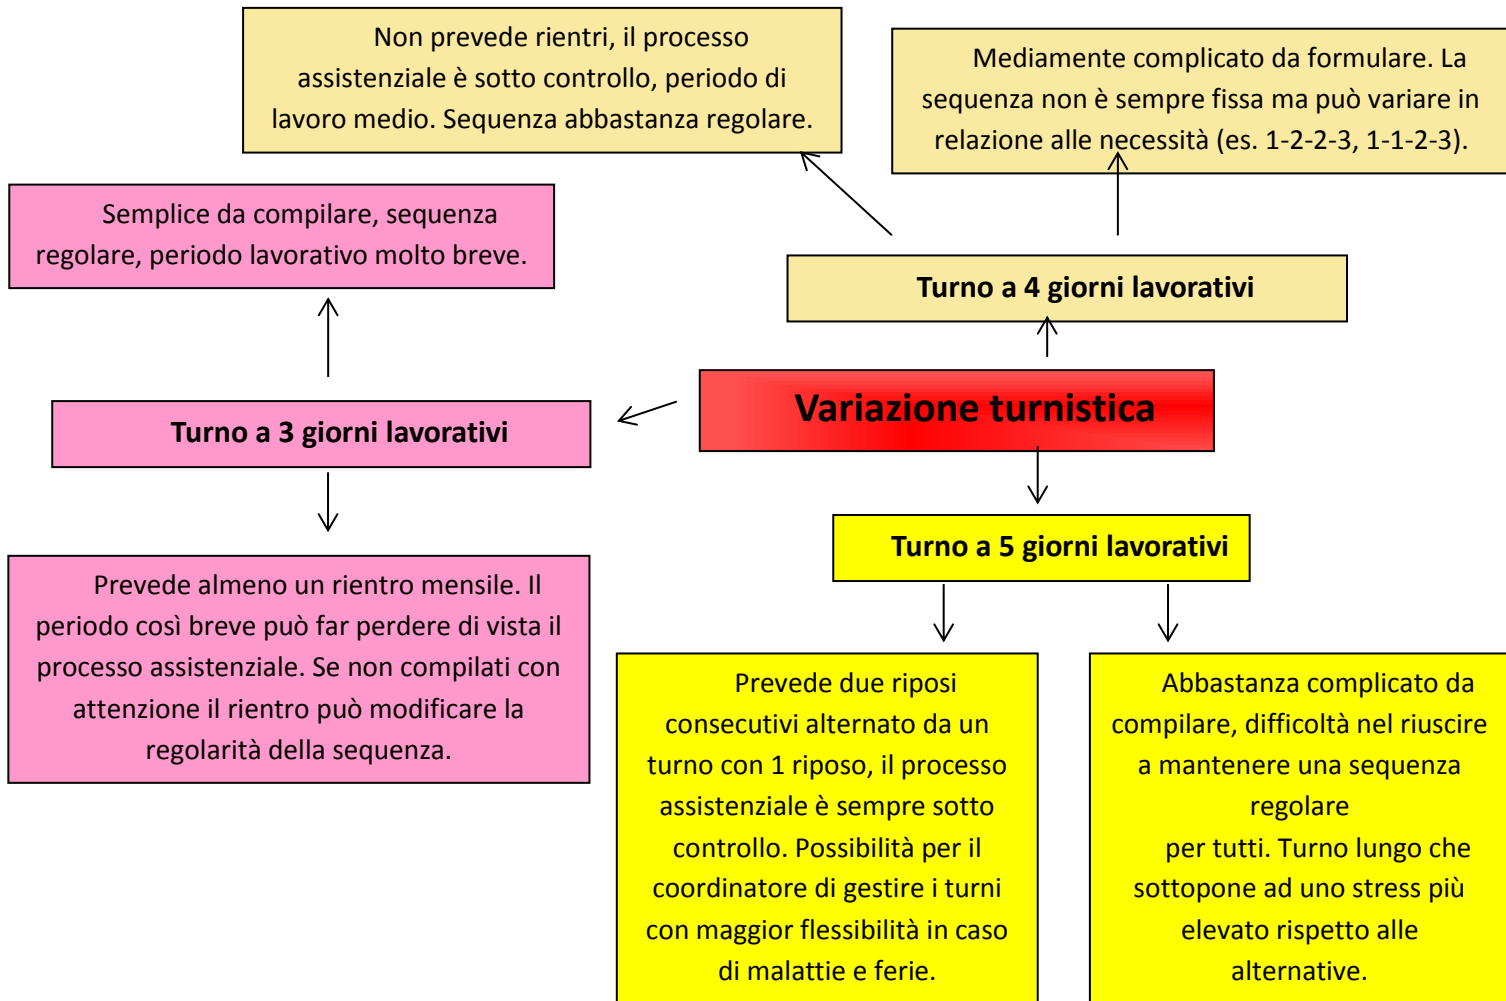 Non prevede rientri, il processo
assistenziale è sotto controllo, periodo di
lavoro medio. Sequenza abbastanza regolare.
Mediamente complicato da formulare. La
sequenza non è sempre fissa ma può variare in
relazione alle necessità (es. 1-2-2-3, 1-1-2-3).
Semplice da compilare, sequenza
regolare, periodo lavorativo molto breve.
Turno a 4 giorni lavorativi
Variazione turnistica
Turno a 3 giorni lavorativi
Turno a 5 giorni lavorativi
Prevede almeno un rientro mensile. Il
periodo così breve può far perdere di vista il
processo assistenziale. Se non compilati con
attenzione il rientro può modificare la
regolarità della sequenza.
Prevede due riposi
consecutivi alternato da un
turno con 1 riposo, il processo
assistenziale è sempre sotto
controllo. Possibilità per il
coordinatore di gestire i turni
con maggior flessibilità in caso
di malattie e ferie.
Abbastanza complicato da
compilare, difficoltà nel riuscire
a mantenere una sequenza
regolare
per tutti. Turno lungo che
sottopone ad uno stress più
elevato rispetto alle
alternative.